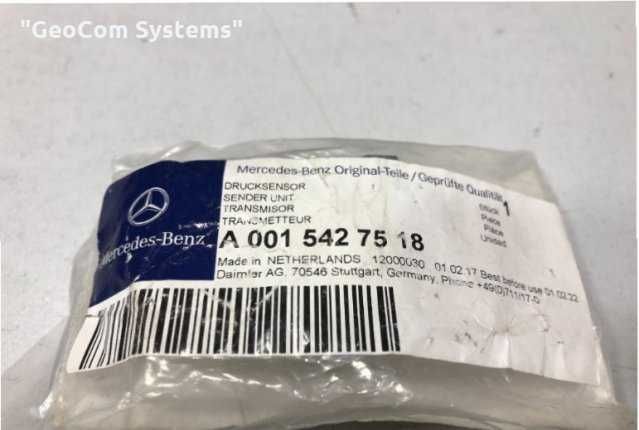 "GeoCom Systems"
Mercedes-Benz Original-Teile/Geprüfte Qualität
DRUCKSENSOR
SENDER UNIT
TRANSMISOR
TRANSMETTEUR
1
Stück
Piece
Pièce
Unidad
Mercedes-Benz
A 001 542 75 18
Made in NETHERLANDS 12000030 01.02.17 Best before use 01.02.22
Daimler AG, 70546 Stuttgart, Germany, Phone +49(0)711/17-0